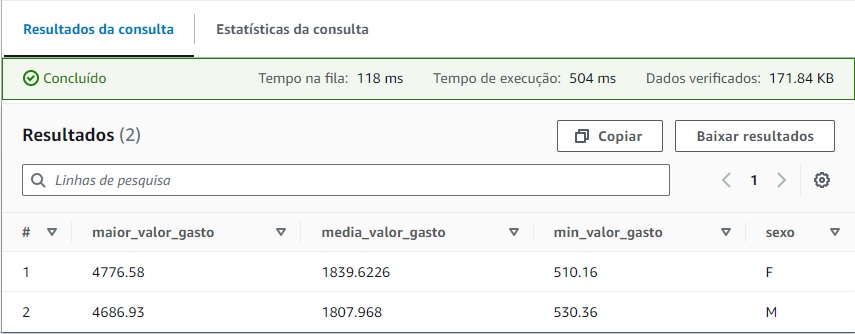 Resultados da consulta Estatísticas da consulta
Concluído Tempo na fila: 118 ms Tempo de execução: 504 ms Dados verificados: 171.84 KB
Resultados (2) Copiar Baixar resultados
Linhas de pesquisa 1
# maior_valor_gasto media_valor_gasto min_valor_gasto sexo
1 4776.58 1839.6226 510.16 F
2 4686.93 1807.968 530.36 M